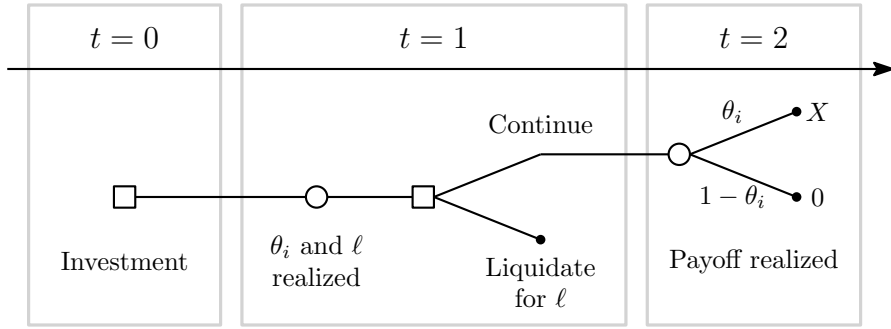 t = 0
t = 1
t = 2
Continue
θ_i
X
1 − θ_i
0
Investment
θ_i and ℓ
realized
Liquidate
for ℓ
Payoff realized